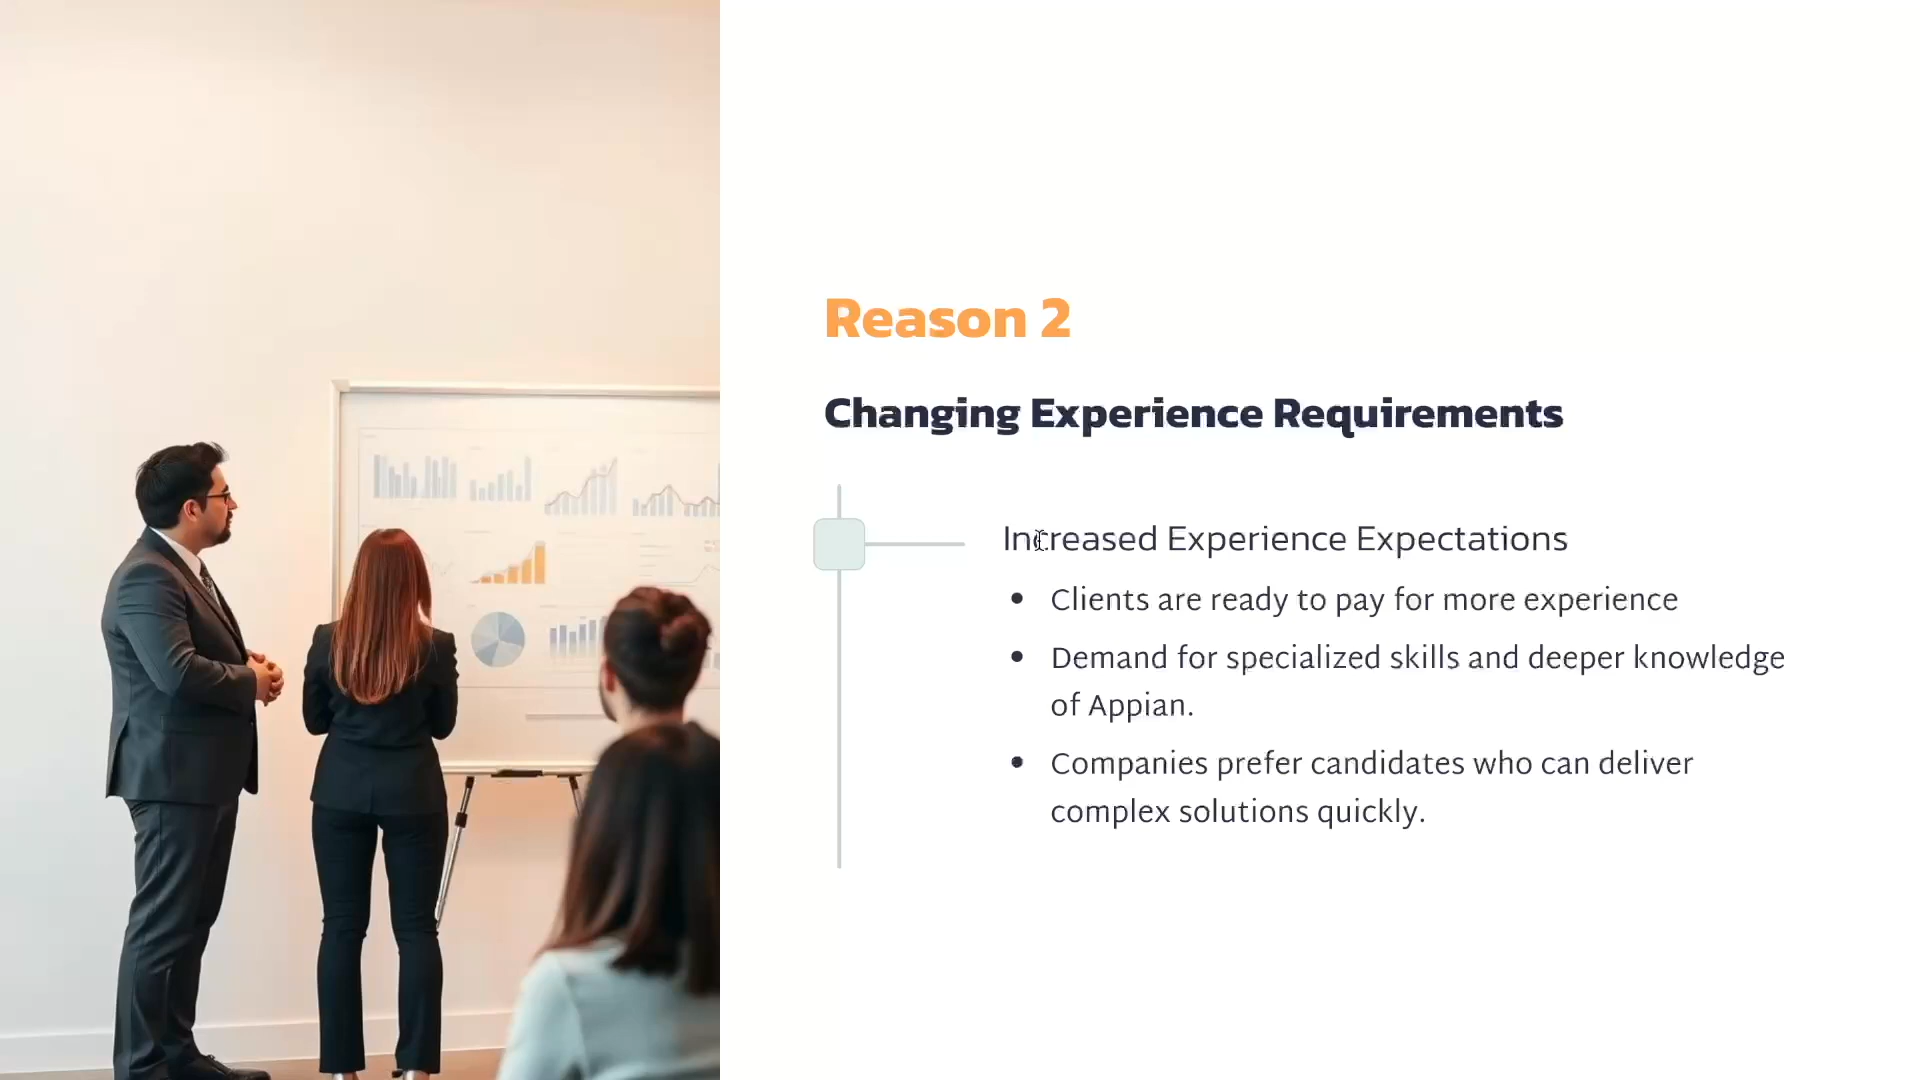 Reason 2
Changing Experience Requirements
Increased Experience Expectations
• Clients are ready to pay for more experience
• Demand for specialized skills and deeper knowledge
of Appian.
• Companies prefer candidates who can deliver
complex solutions quickly.